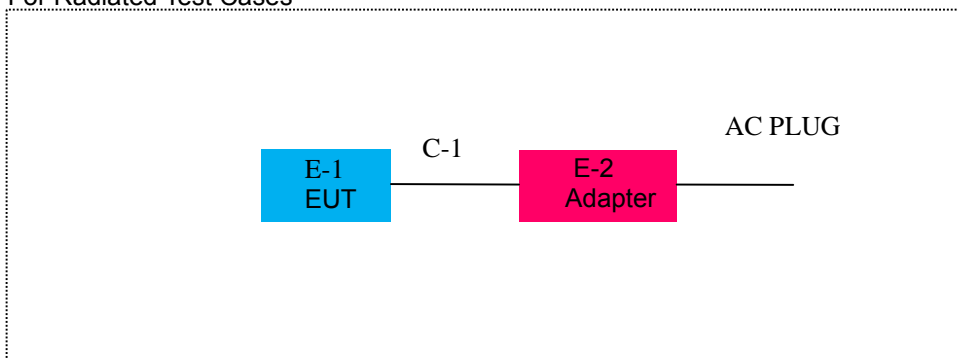 For Radiated Test Cases
AC PLUG
C-1
E-1
EUT
E-2
Adapter